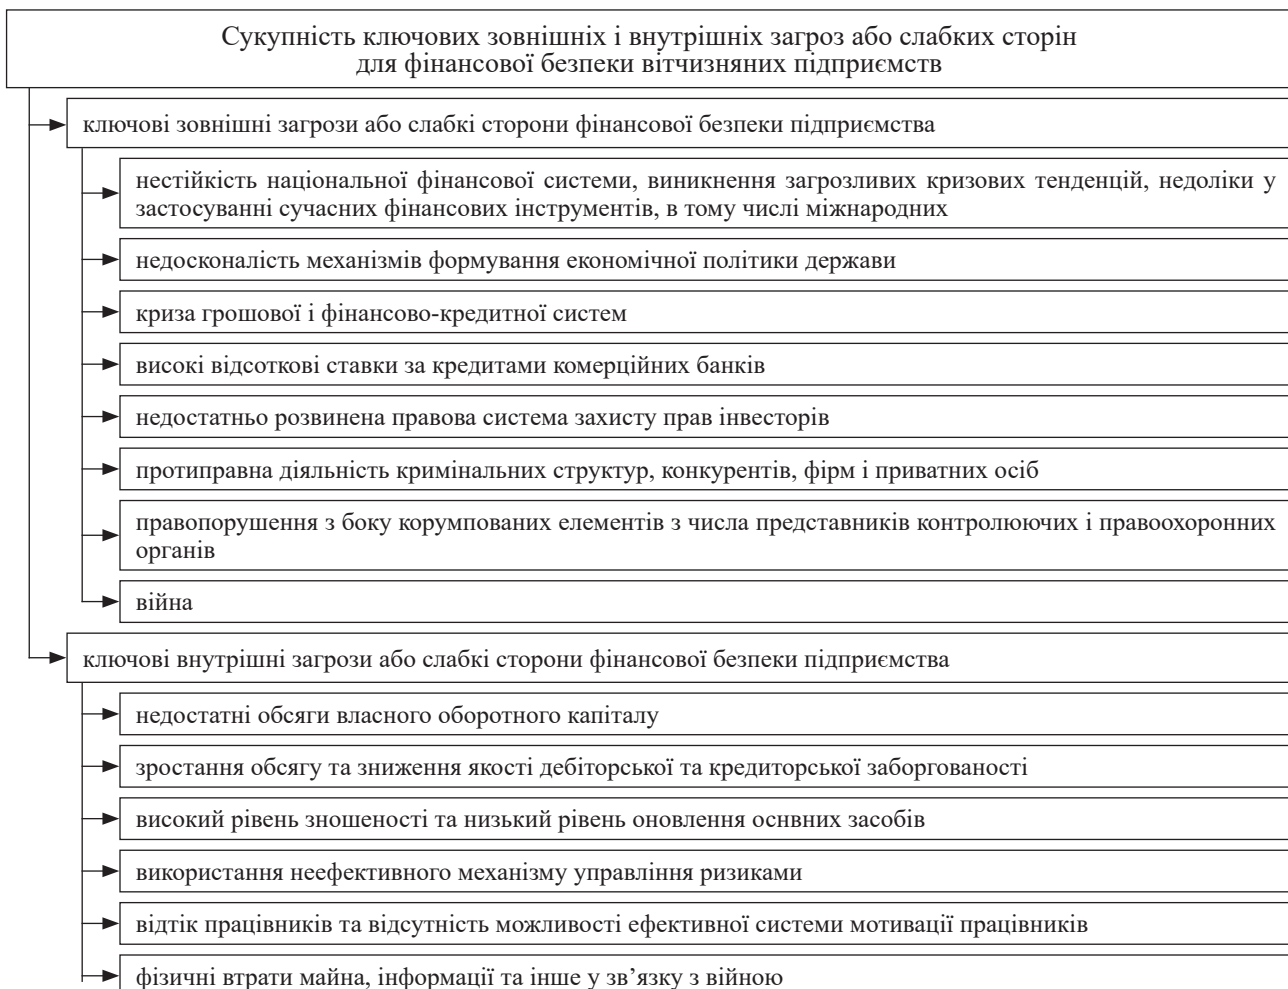 Сукупність ключових зовнішніх і внутрішніх загроз або слабких сторін
для фінансової безпеки вітчизняних підприємств
ключові зовнішні загрози або слабкі сторони фінансової безпеки підприємства
нестійкість національної фінансової системи, виникнення загрозливих кризових тенденцій, недоліки у
застосуванні сучасних фінансових інструментів, в тому числі міжнародних
недосконалість механізмів формування економічної політики держави
криза грошової і фінансово-кредитної систем
високі відсоткові ставки за кредитами комерційних банків
недостатньо розвинена правова система захисту прав інвесторів
протиправна діяльність кримінальних структур, конкурентів, фірм і приватних осіб
правопорушення з боку корумпованих елементів з числа представників контролюючих і правоохоронних
органів
війна
ключові внутрішні загрози або слабкі сторони фінансової безпеки підприємства
недостатні обсяги власного оборотного капіталу
зростання обсягу та зниження якості дебіторської та кредиторської заборгованості
високий рівень зношеності та низький рівень оновлення оснвних засобів
використання неефективного механізму управління ризиками
відтік працівників та відсутність можливості ефективної системи мотивації працівників
фізичні втрати майна, інформації та інше у зв’язку з війною